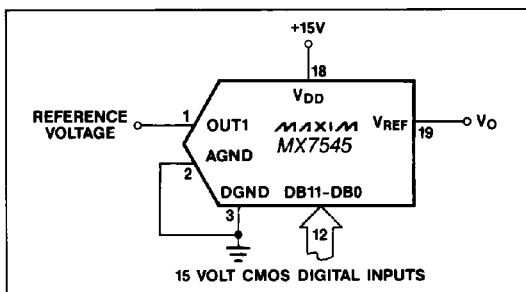 +15V
18
VDD
REFERENCE
VOLTAGE
1
OUT1
MAXIM
MX7545
VREF
19
VO
AGND
2
DGND
DB11-DB0
3
12
15 VOLT CMOS DIGITAL INPUTS